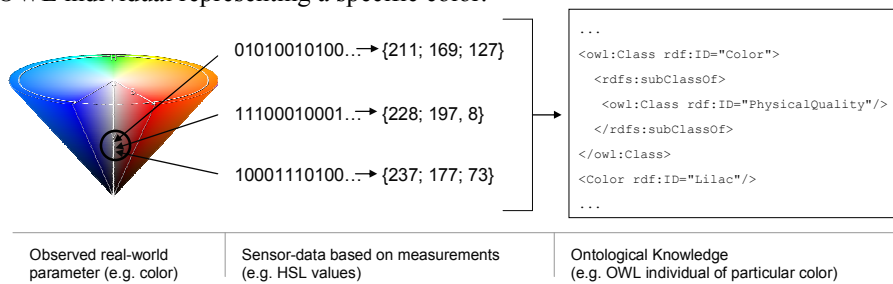 OWL individual representing a specific color.
01010010100... {211; 169; 127}
11100010001... {228; 197, 8}
10001110100... {237; 177; 73}
...
<owl:Class rdf:ID="Color">
<rdfs:subClassOf>
<owl:Class rdf:ID="PhysicalQuality"/>
</rdfs:subClassOf>
</owl:Class>
<Color rdf:ID="Lilac"/>
...
Observed real-world
parameter (e.g. color)
Sensor-data based on measurements
(e.g. HSL values)
Ontological Knowledge
(e.g. OWL individual of particular color)